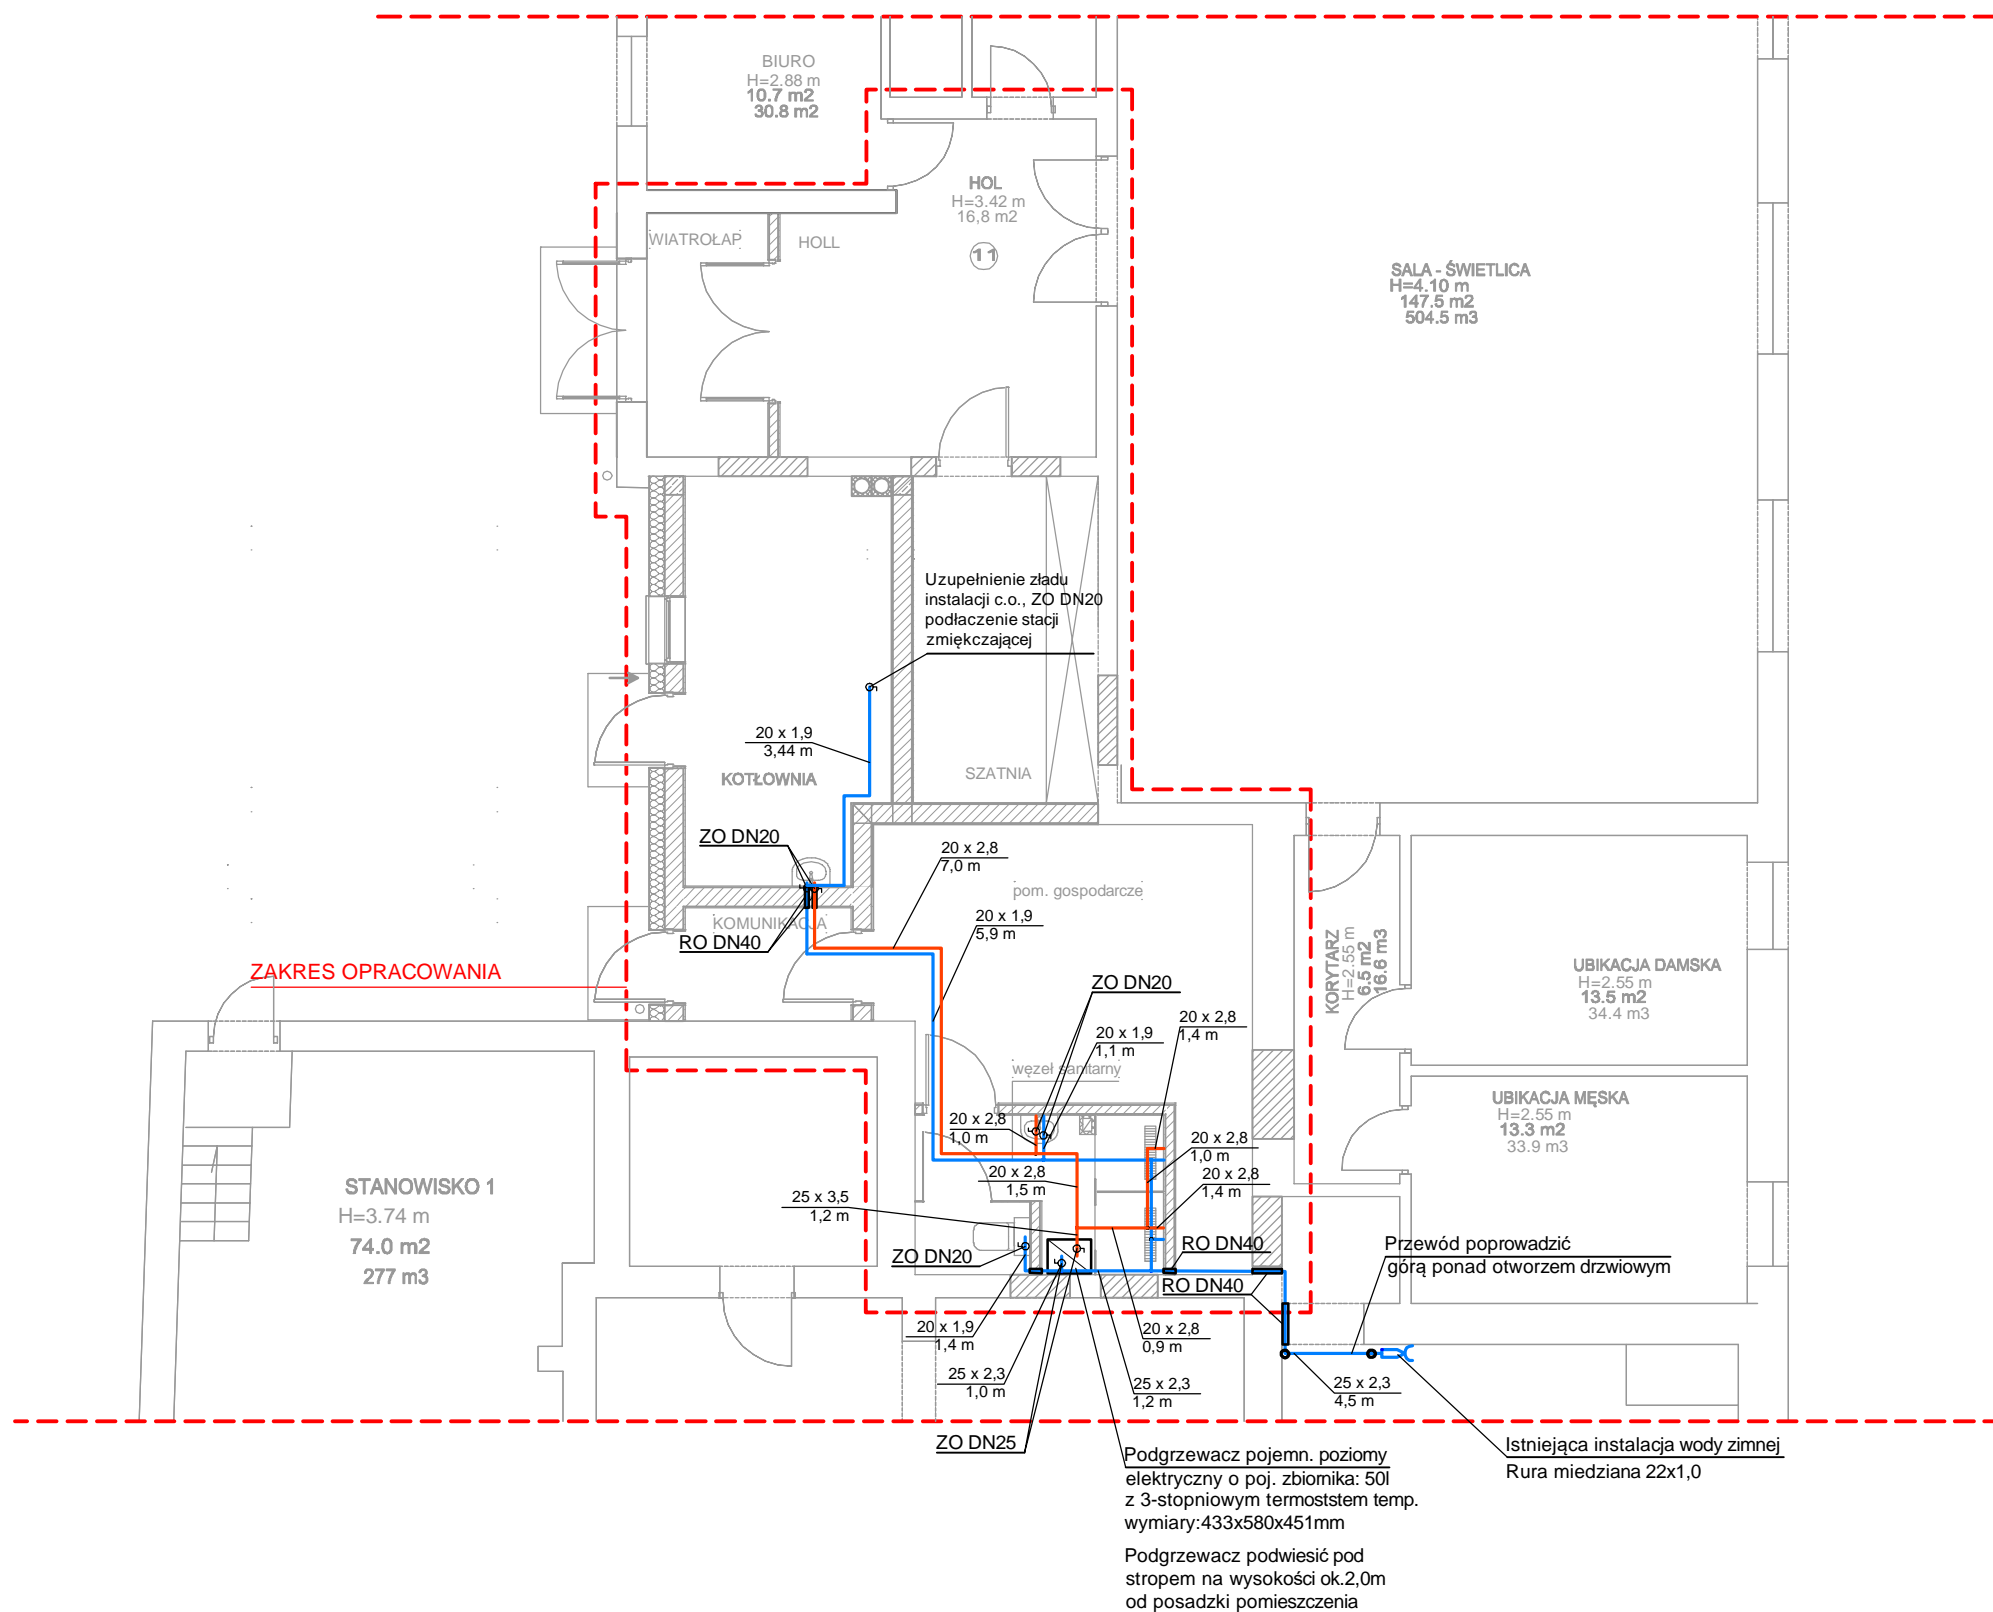 BIURO
H=2.88 m
10.7 m2
30.8 m2
HOL
H=3.42 m
16,8 m2
11
WIATROŁAP
HOLL
SALA - ŚWIETLICA
H=4.10 m
147.5 m2
504.5 m3
Uzupełnienie zładu
instalacji c.o., ZO DN20
podłaczenie stacji
zmiękczającej
20 x 1,9
3,44 m
KOTŁOWNIA
SZATNIA
ZO DN20
20 x 2,8
7,0 m
pom. gospodarcze
20 x 1,9
5,9 m
KOMUNIKACJA
RO DN40
ZAKRES OPRACOWANIA
KORYTARZ
H=2.55 m
6.5 m2
16.6 m3
UBIKACJA DAMSKA
H=2.55 m
13.5 m2
34.4 m3
ZO DN20
20 x 2,8
1,4 m
20 x 1,9
1,1 m
węzeł sanitarny
UBIKACJA MĘSKA
H=2.55 m
13.3 m2
33.9 m3
20 x 2,8
1,0 m
20 x 2,8
1,0 m
20 x 2,8
1,5 m
20 x 2,8
1,4 m
STANOWISKO 1
H=3.74 m
74.0 m2
277 m3
25 x 3,5
1,2 m
ZO DN20
RO DN40
RO DN40
Przewód poprowadzić
górą ponad otworzem drzwiowym
20 x 1,9
1,4 m
20 x 2,8
0,9 m
25 x 2,3
1,0 m
25 x 2,3
1,2 m
25 x 2,3
4,5 m
ZO DN25
Istniejąca instalacja wody zimnej
Rura miedziana 22x1,0
Podgrzewacz pojemn. poziomy
elektryczny o poj. zbiornika: 50l
z 3-stopniowym termoststem temp.
wymiary:433x580x451mm
Podgrzewacz podwiesić pod
stropem na wysokości ok.2,0m
od posadzki pomieszczenia